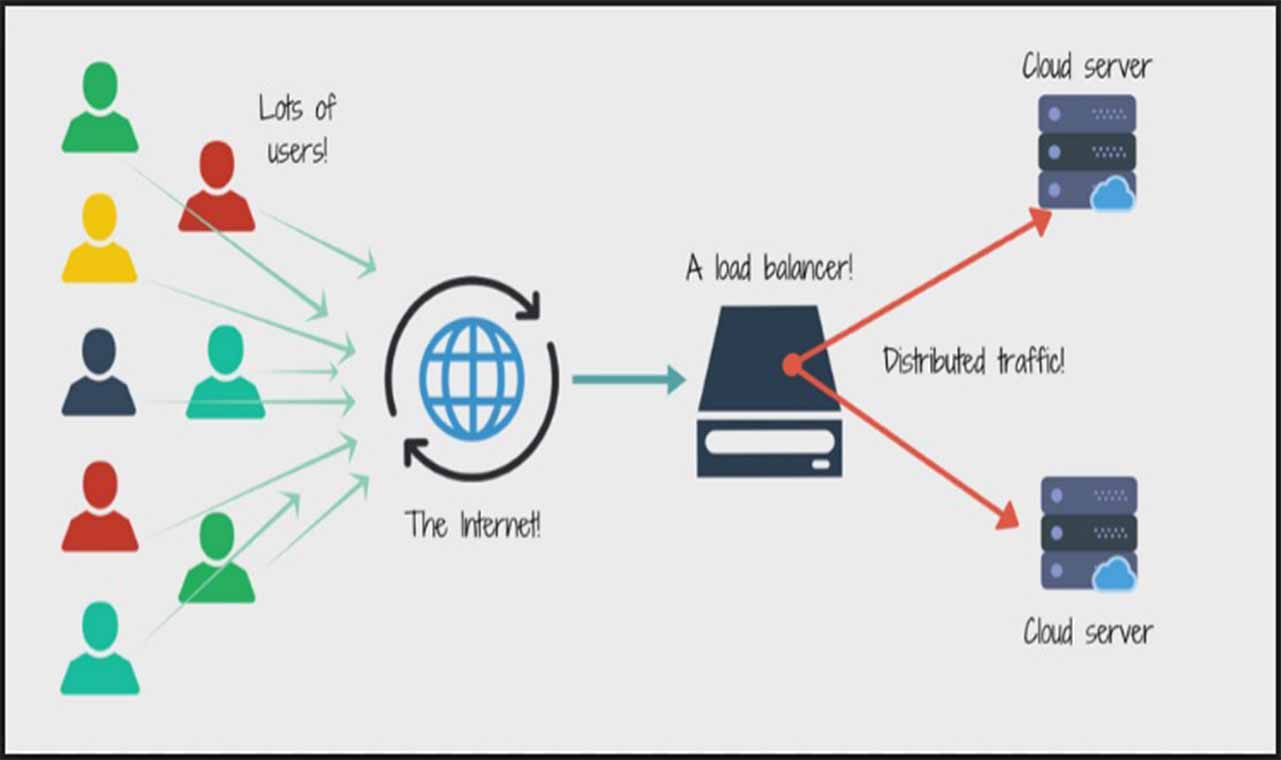 Lots of
users!
The Internet!
A load balancer!
Distributed traffic!
Cloud server
Cloud server